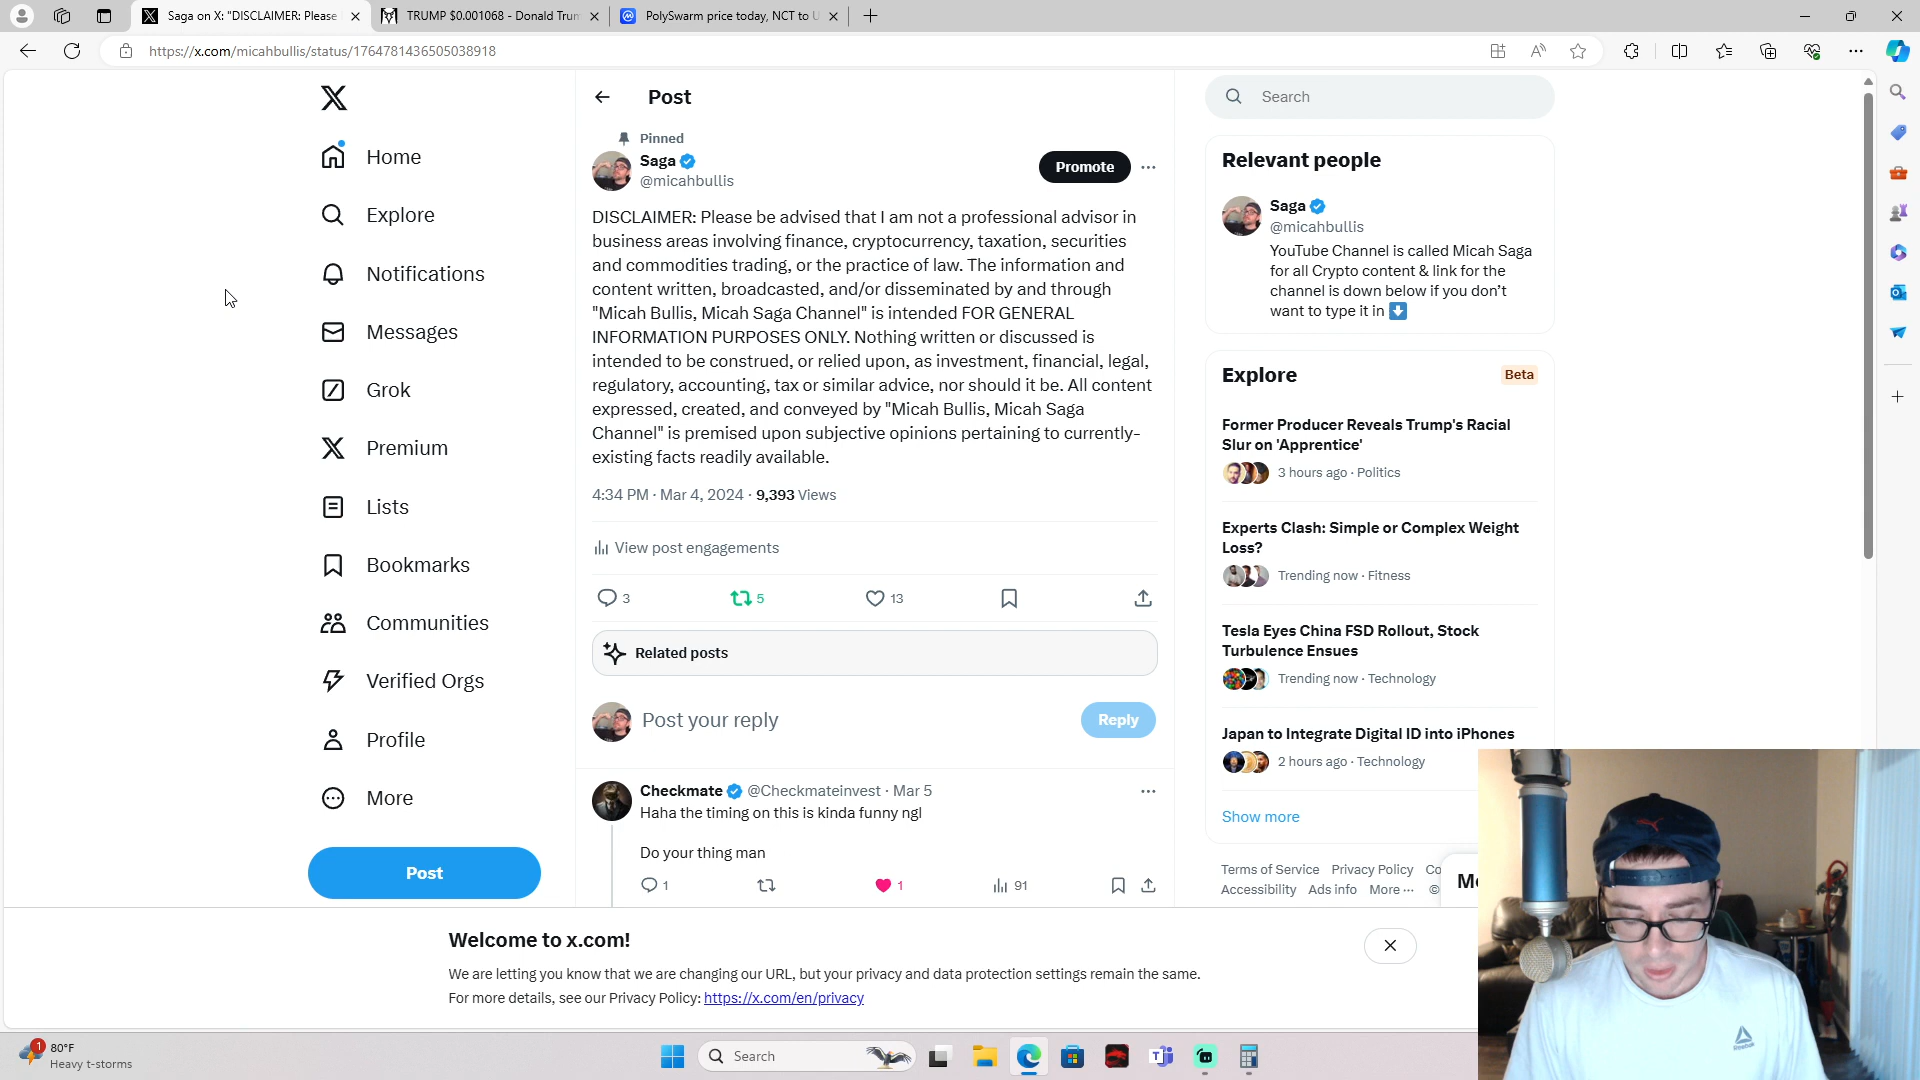 Saga on X: "DISCLAIMER: Please
TRUMP $0.001068 - Donald Trum
PolySwarm price today, NCT to U
https://x.com/micahbullis/status/1764781436505038918
Post
Search
Pinned
Saga
@micahbullis
Promote
Home
Explore
Notifications
Messages
Grok
Premium
Lists
Bookmarks
Communities
Verified Orgs
Profile
More
Post
DISCLAIMER: Please be advised that I am not a professional advisor in
business areas involving finance, cryptocurrency, taxation, securities
and commodities trading, or the practice of law. The information and
content written, broadcasted, and/or disseminated by and through
"Micah Bullis, Micah Saga Channel" is intended FOR GENERAL
INFORMATION PURPOSES ONLY. Nothing written or discussed is
intended to be construed, or relied upon, as investment, financial, legal,
regulatory, accounting, tax or similar advice, nor should it be. All content
expressed, created, and conveyed by "Micah Bullis, Micah Saga
Channel" is premised upon subjective opinions pertaining to currently-
existing facts readily available.
4:34 PM · Mar 4, 2024 · 9,393 Views
View post engagements
3 5 13
Related posts
Post your reply
Reply
Checkmate @Checkmateinvest · Mar 5
Haha the timing on this is kinda funny ngl
Do your thing man
1 1 91
Relevant people
Saga
@micahbullis
YouTube Channel is called Micah Saga
for all Crypto content & link for the
channel is down below if you don't
want to type it in
Explore
Beta
Former Producer Reveals Trump's Racial
Slur on 'Apprentice'
3 hours ago · Politics
Experts Clash: Simple or Complex Weight
Loss?
Trending now · Fitness
Tesla Eyes China FSD Rollout, Stock
Turbulence Ensues
Trending now · Technology
Japan to Integrate Digital ID into iPhones
2 hours ago · Technology
Show more
Terms of Service Privacy Policy Co
Accessibility Ads info More ··· ©
Welcome to x.com!
We are letting you know that we are changing our URL, but your privacy and data protection settings remain the same.
For more details, see our Privacy Policy: https://x.com/en/privacy
1
80°F
Heavy t-storms
Search
Reebok